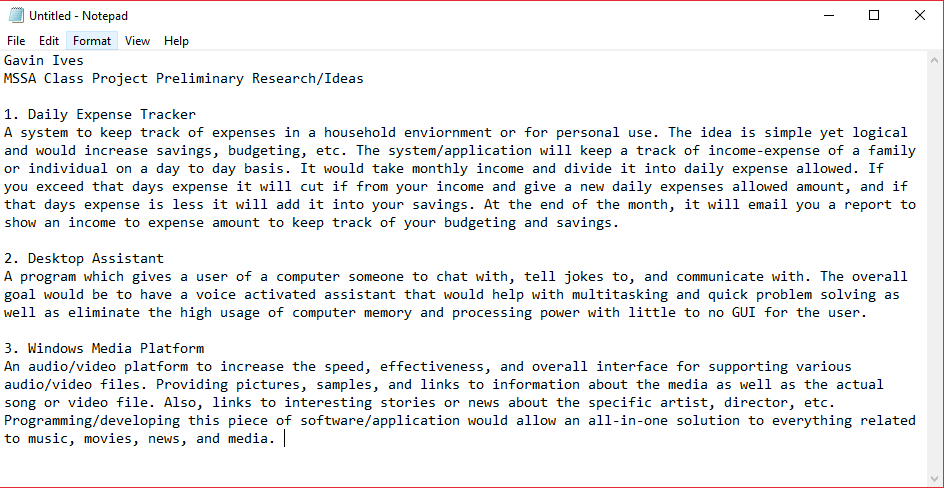 Untitled - Notepad
File Edit Format View Help
Gavin Ives
MSSA Class Project Preliminary Research/Ideas
1. Daily Expense Tracker
A system to keep track of expenses in a household enviornment or for personal use. The idea is simple yet logical
and would increase savings, budgeting, etc. The system/application will keep a track of income-expense of a family
or individual on a day to day basis. It would take monthly income and divide it into daily expense allowed. If
you exceed that days expense it will cut if from your income and give a new daily expenses allowed amount, and if
that days expense is less it will add it into your savings. At the end of the month, it will email you a report to
show an income to expense amount to keep track of your budgeting and savings.
2. Desktop Assistant
A program which gives a user of a computer someone to chat with, tell jokes to, and communicate with. The overall
goal would be to have a voice activated assistant that would help with multitasking and quick problem solving as
well as eliminate the high usage of computer memory and processing power with little to no GUI for the user.
3. Windows Media Platform
An audio/video platform to increase the speed, effectiveness, and overall interface for supporting various
audio/video files. Providing pictures, samples, and links to information about the media as well as the actual
song or video file. Also, links to interesting stories or news about the specific artist, director, etc.
Programming/developing this piece of software/application would allow an all-in-one solution to everything related
to music, movies, news, and media.